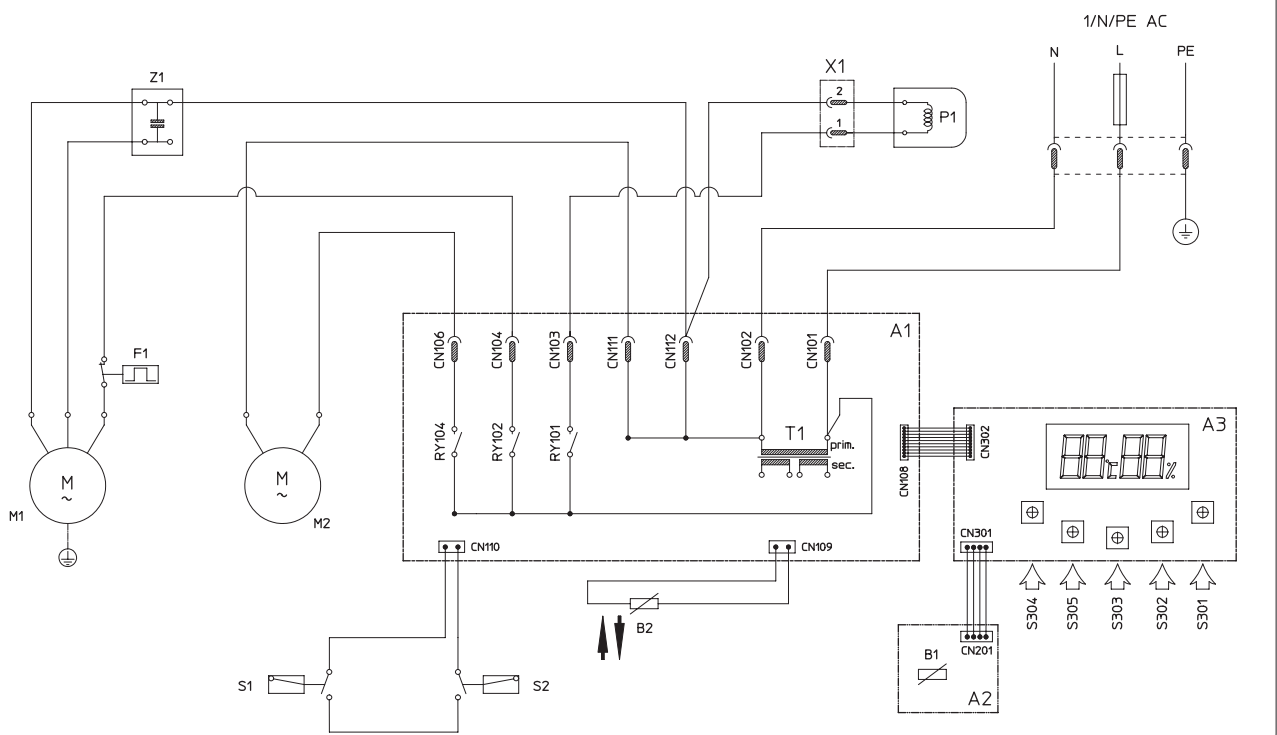 1/N/PE AC
N
L
PE
Z1
X1
2
1
P1
CN106
CN104
CN103
CN111
CN112
CN102
CN101
A1
F1
RY104
RY102
RY101
T1
prim.
sec.
CN108
CN302
A3
88°C88%
M
~
M1
M
~
M2
CN110
CN109
CN301
S304
S305
S303
S302
S301
B2
CN201
B1
A2
S1
S2